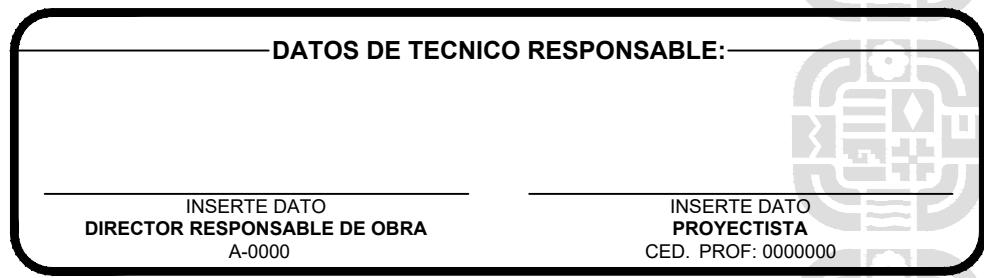 DATOS DE TECNICO RESPONSABLE:
INSERTE DATO
DIRECTOR RESPONSABLE DE OBRA
A-0000
INSERTE DATO
PROYECTISTA
CED. PROF: 0000000